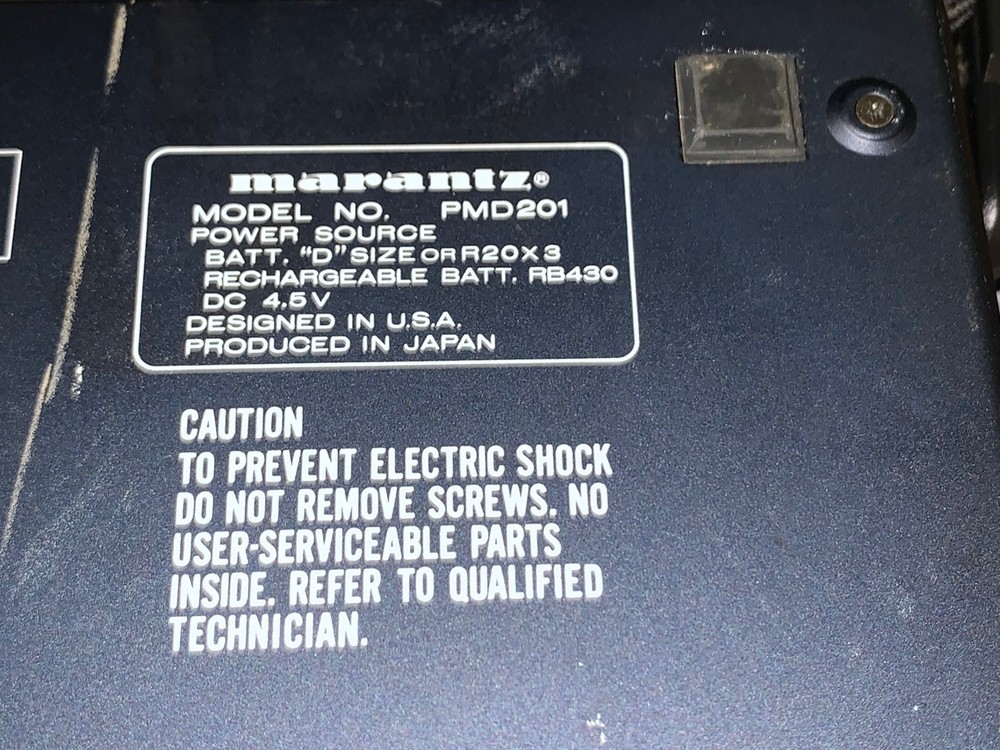 marantz®
MODEL NO. PMD201
POWER SOURCE
BATT. "D" SIZE OR R20X3
RECHARGEABLE BATT. RB430
DC 4.5V
DESIGNED IN U.S.A.
PRODUCED IN JAPAN
CAUTION
TO PREVENT ELECTRIC SHOCK
DO NOT REMOVE SCREWS. NO
USER-SERVICEABLE PARTS
INSIDE. REFER TO QUALIFIED
TECHNICIAN.